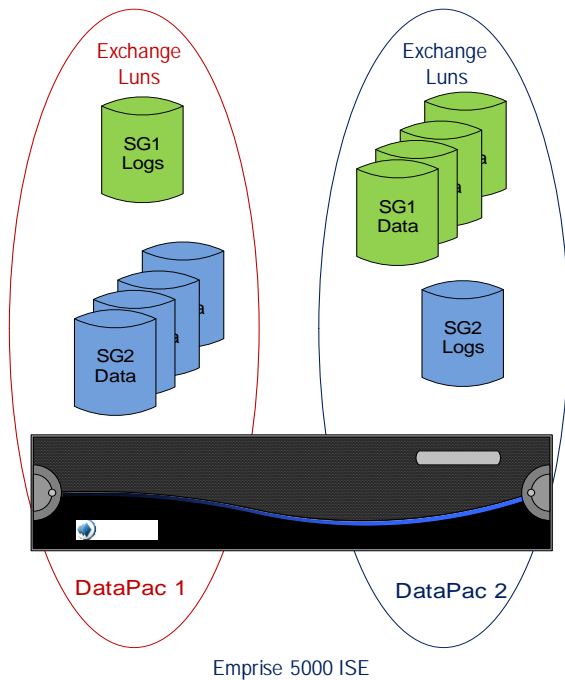 Exchange
Luns
SG1
Logs
SG2
Data
DataPac 1
Exchange
Luns
SG1
Data
SG2
Logs
DataPac 2
Emprise 5000 ISE